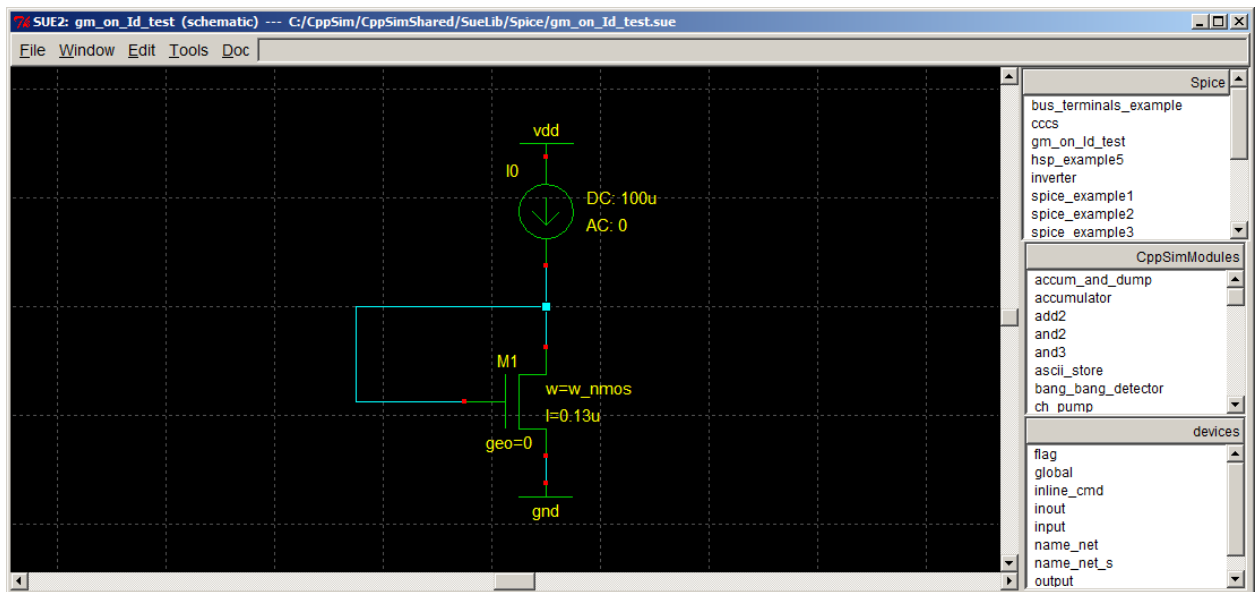 SUE2: gm_on_Id_test (schematic) --- C:/CppSim/CppSimShared/SueLib/Spice/gm_on_Id_test.sue
File Window Edit Tools Doc
vdd
I0
DC: 100u
AC: 0
M1
w=w_nmos
l=0.13u
geo=0
gnd
Spice
bus_terminals_example
cccs
gm_on_Id_test
hsp_example5
inverter
spice_example1
spice_example2
spice_example3
CppSimModules
accum_and_dump
accumulator
add2
and2
and3
ascii_store
bang_bang_detector
ch_pump
devices
flag
global
inline_cmd
inout
input
name_net
name_net_s
output